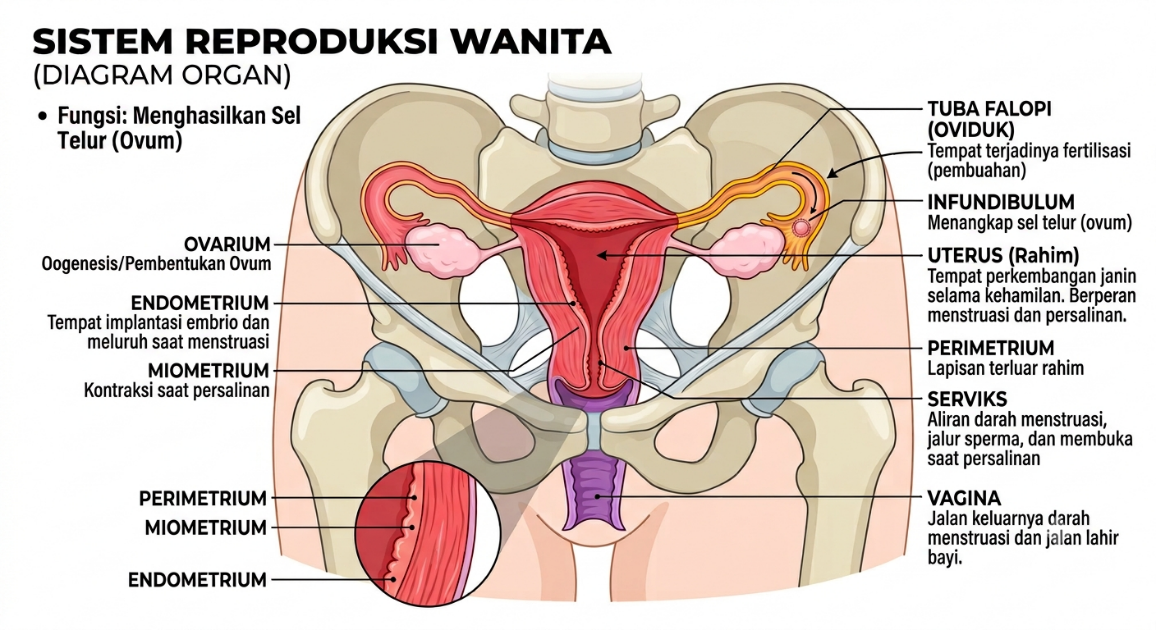 SISTEM REPRODUKSI WANITA
(DIAGRAM ORGAN)
• Fungsi: Menghasilkan Sel
Telur (Ovum)
OVARIUM
Oogenesis/Pembentukan Ovum
ENDOMETRIUM
Tempat implantasi embrio dan
meluruh saat menstruasi
MIOMETRIUM
Kontraksi saat persalinan
PERIMETRIUM
MIOMETRIUM
ENDOMETRIUM
TUBA FALOPI
(OVIDUK)
Tempat terjadinya fertilisasi
(pembuahan)
INFUNDIBULUM
Menangkap sel telur (ovum)
UTERUS (Rahim)
Tempat perkembangan janin
selama kehamilan. Berperan
menstruasi dan persalinan.
PERIMETRIUM
Lapisan terluar rahim
SERVIKS
Aliran darah menstruasi,
jalur sperma, dan membuka
saat persalinan
VAGINA
Jalan keluarnya darah
menstruasi dan jalan lahir
bayi.